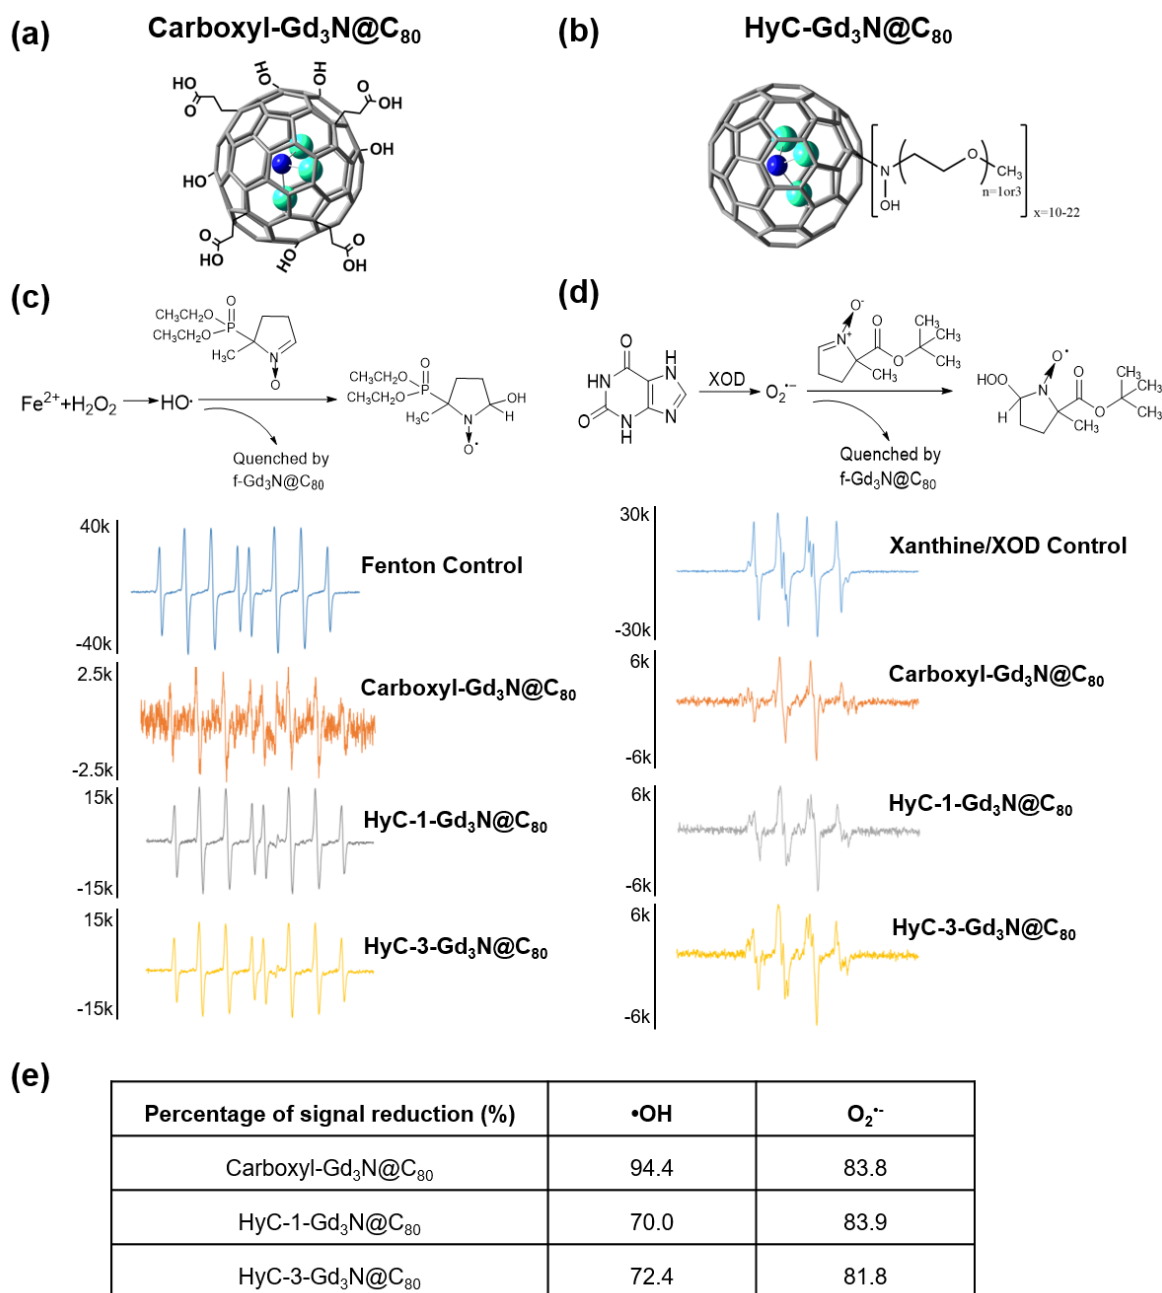 (a)
Carboxyl-Gd₃N@C₈₀
(b)
HyC-Gd₃N@C₈₀
HO
O
HO
OH
O
OH
OH
HO
O
HO
HO
O
OH
N
OH
O
CH₃
n=1or3
x=10-22
(c)
O
CH₃CH₂O
P
CH₃CH₂O
H₃C
N
O
Fe²⁺+H₂O₂
HO•
O
CH₃CH₂O
P
CH₃CH₂O
H₃C
N
OH
H
O•
Quenched by
f-Gd₃N@C₈₀
(d)
O
HN
H
N
O
N
H
N
XOD
O₂•⁻
O⁻
N⁺
O
O
CH₃
CH₃
CH₃
CH₃
HOO
H
O•
N
O
O
CH₃
CH₃
CH₃
CH₃
Quenched by
f-Gd₃N@C₈₀
40k
-40k
Fenton Control
2.5k
-2.5k
Carboxyl-Gd₃N@C₈₀
15k
-15k
HyC-1-Gd₃N@C₈₀
15k
-15k
HyC-3-Gd₃N@C₈₀
30k
-30k
Xanthine/XOD Control
6k
-6k
Carboxyl-Gd₃N@C₈₀
6k
-6k
HyC-1-Gd₃N@C₈₀
6k
-6k
HyC-3-Gd₃N@C₈₀
(e)
Percentage of signal reduction (%) •OH O₂•⁻
Carboxyl-Gd₃N@C₈₀ 94.4 83.8
HyC-1-Gd₃N@C₈₀ 70.0 83.9
HyC-3-Gd₃N@C₈₀ 72.4 81.8